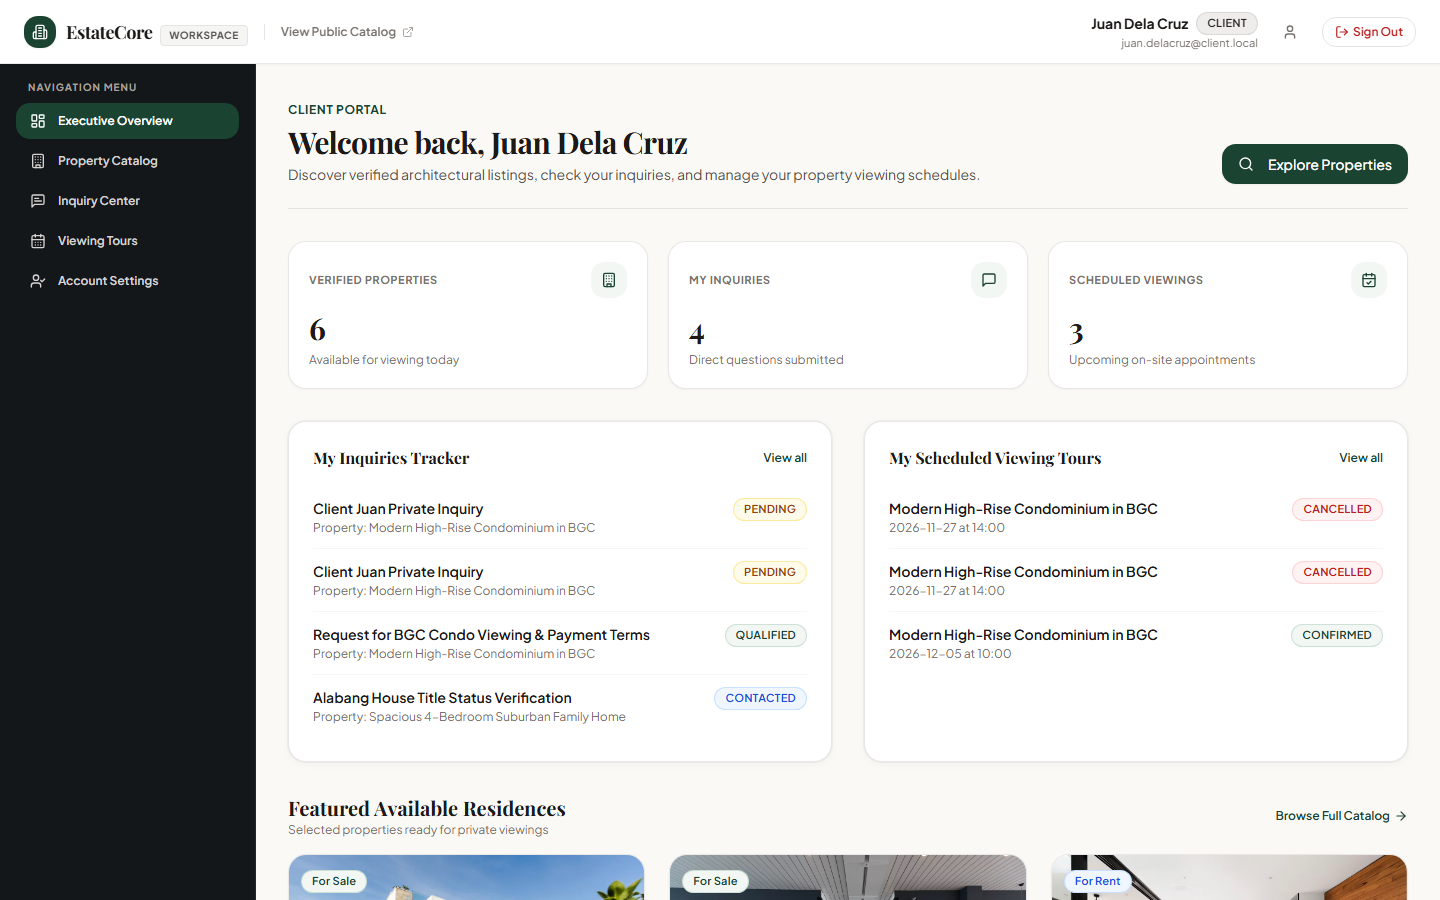 EstateCore
WORKSPACE
View Public Catalog
Juan Dela Cruz
CLIENT
juan.delacruz@client.local
Sign Out
NAVIGATION MENU
Executive Overview
Property Catalog
Inquiry Center
Viewing Tours
Account Settings
CLIENT PORTAL
Welcome back, Juan Dela Cruz
Discover verified architectural listings, check your inquiries, and manage your property viewing schedules.
Explore Properties
VERIFIED PROPERTIES
6
Available for viewing today
MY INQUIRIES
4
Direct questions submitted
SCHEDULED VIEWINGS
3
Upcoming on-site appointments
My Inquiries Tracker
View all
Client Juan Private Inquiry
PENDING
Property: Modern High-Rise Condominium in BGC
Client Juan Private Inquiry
PENDING
Property: Modern High-Rise Condominium in BGC
Request for BGC Condo Viewing & Payment Terms
QUALIFIED
Property: Modern High-Rise Condominium in BGC
Alabang House Title Status Verification
CONTACTED
Property: Spacious 4-Bedroom Suburban Family Home
My Scheduled Viewing Tours
View all
Modern High-Rise Condominium in BGC
CANCELLED
2026-11-27 at 14:00
Modern High-Rise Condominium in BGC
CANCELLED
2026-11-27 at 14:00
Modern High-Rise Condominium in BGC
CONFIRMED
2026-12-05 at 10:00
Featured Available Residences
Selected properties ready for private viewings
Browse Full Catalog
For Sale
For Sale
For Rent